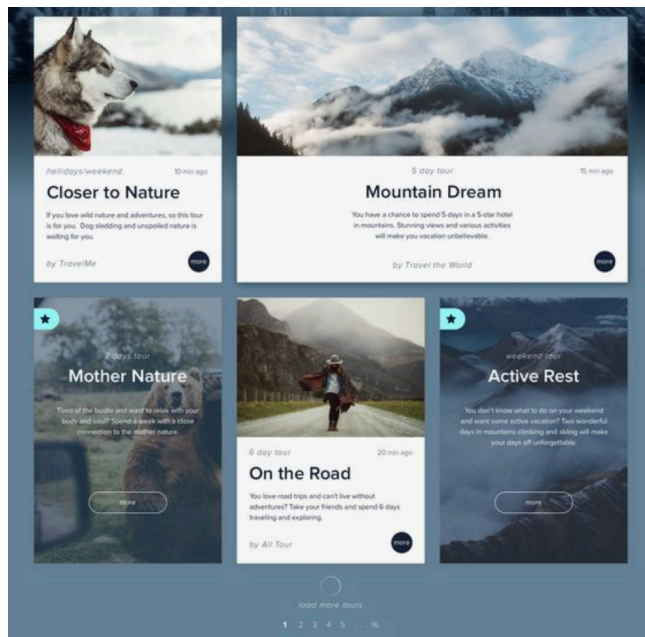 hollidays/weekend 10 min ago
Closer to Nature
If you love wild nature and adventures, so this tour
is for you. Dog sledding and unspoiled nature is
waiting for you.
by TravelMe more
5 day tour 15 min ago
Mountain Dream
You have a chance to spend 5 days in a 5-star hotel
in mountains. Stunning views and various activities
will make you vacation unbelievable.
by Travel the World more
7 days tour
Mother Nature
Tired of the bustle and want to relax with your
body and soul? Spend a week with a close
connection to the mother nature.
more
6 day tour 20 min ago
On the Road
You love road trips and can't live without
adventures? Take your friends and spend 6 days
traveling and exploring.
by All Tour more
weekend tour
Active Rest
You don't know what to do on your weekend
and want some active vacation? Two wonderful
days in mountains climbing and skiing will make
your days off unforgettable.
more
load more tours
1 2 3 4 5 . . . . 16